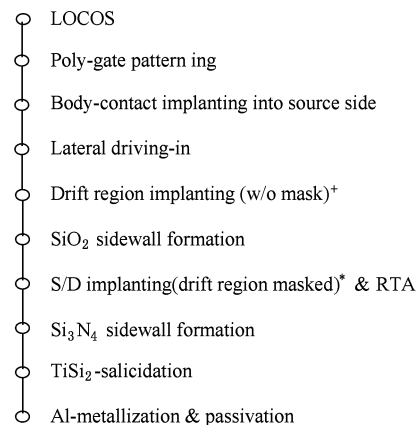 LOCOS
Poly-gate pattern ing
Body-contact implanting into source side
Lateral driving-in
Drift region implanting (w/o mask)⁺
SiO₂ sidewall formation
S/D implanting(drift region masked)* & RTA
Si₃N₄ sidewall formation
TiSi₂-salicidation
Al-metallization & passivation